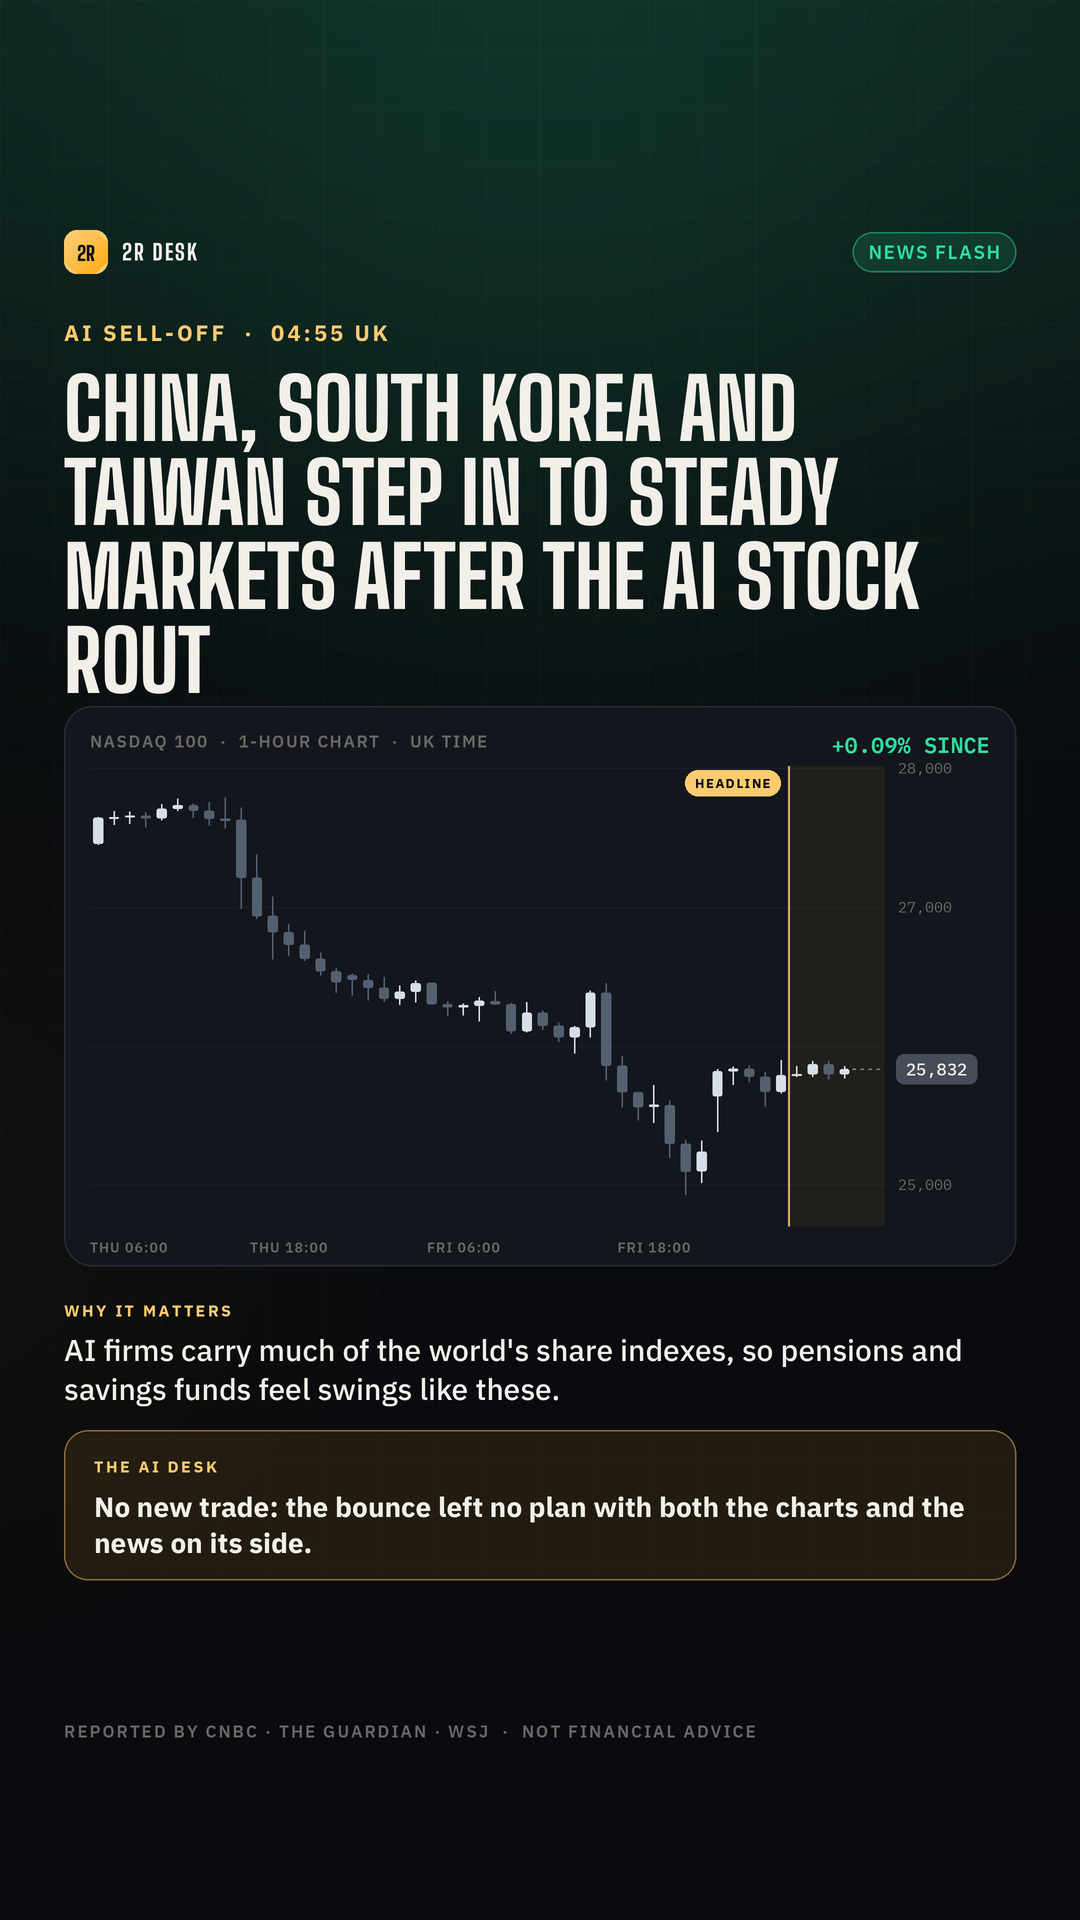 2R 2R DESK
NEWS FLASH
AI SELL-OFF · 04:55 UK
CHINA, SOUTH KOREA AND
TAIWAN STEP IN TO STEADY
MARKETS AFTER THE AI STOCK
ROUT
NASDAQ 100 · 1-HOUR CHART · UK TIME
+0.09% SINCE
HEADLINE
28,000
27,000
25,832
25,000
THU 06:00 THU 18:00 FRI 06:00 FRI 18:00
WHY IT MATTERS
AI firms carry much of the world's share indexes, so pensions and
savings funds feel swings like these.
THE AI DESK
No new trade: the bounce left no plan with both the charts and the
news on its side.
REPORTED BY CNBC · THE GUARDIAN · WSJ · NOT FINANCIAL ADVICE